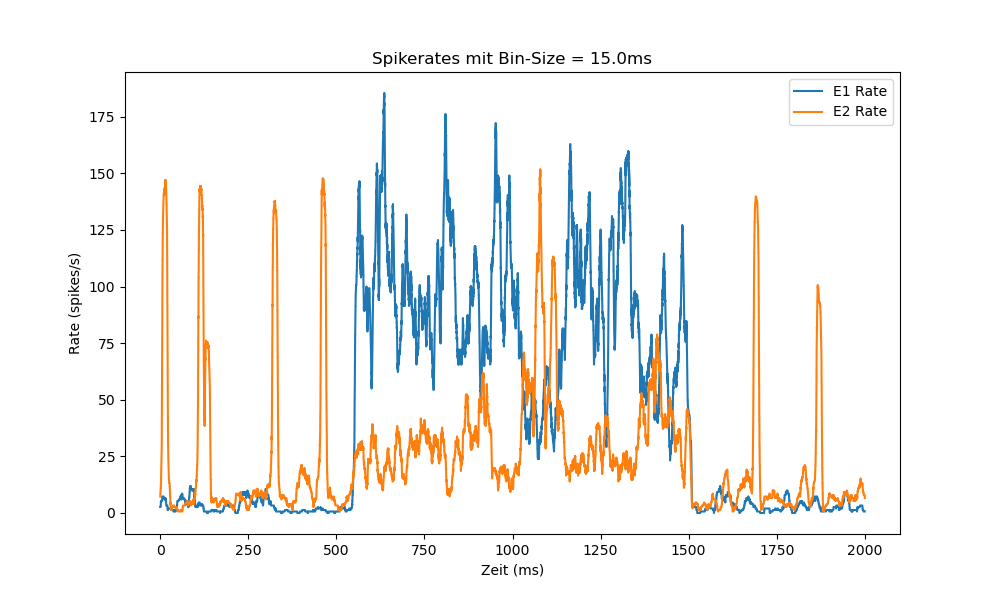 Spikerates mit Bin-Size = 15.0ms
E1 Rate
E2 Rate
Rate (spikes/s)
175
150
125
100
75
50
25
0
0 250 500 750 1000 1250 1500 1750 2000
Zeit (ms)